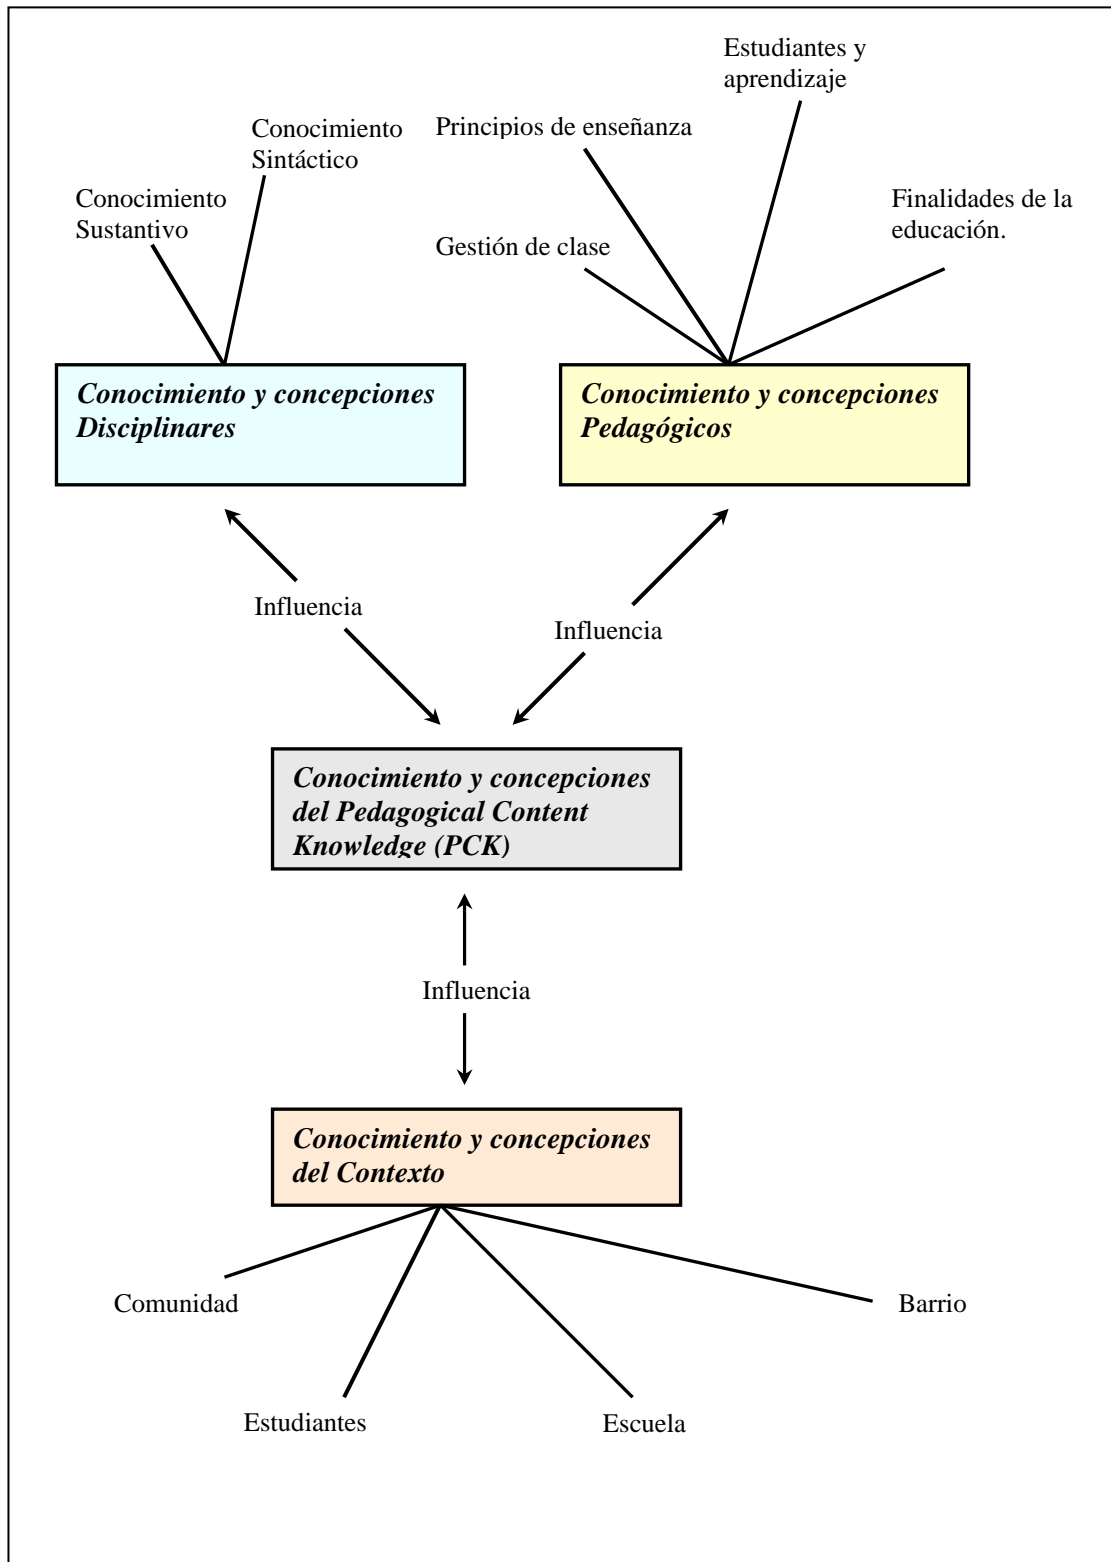 Estudiantes y
aprendizaje
Conocimiento
Sintáctico
Principios de enseñanza
Conocimiento
Sustantivo
Finalidades de la
educación.
Gestión de clase
Conocimiento y concepciones
Disciplinares
Conocimiento y concepciones
Pedagógicos
Influencia
Influencia
Conocimiento y concepciones
del Pedagogical Content
Knowledge (PCK)
Influencia
Conocimiento y concepciones
del Contexto
Comunidad
Barrio
Estudiantes
Escuela